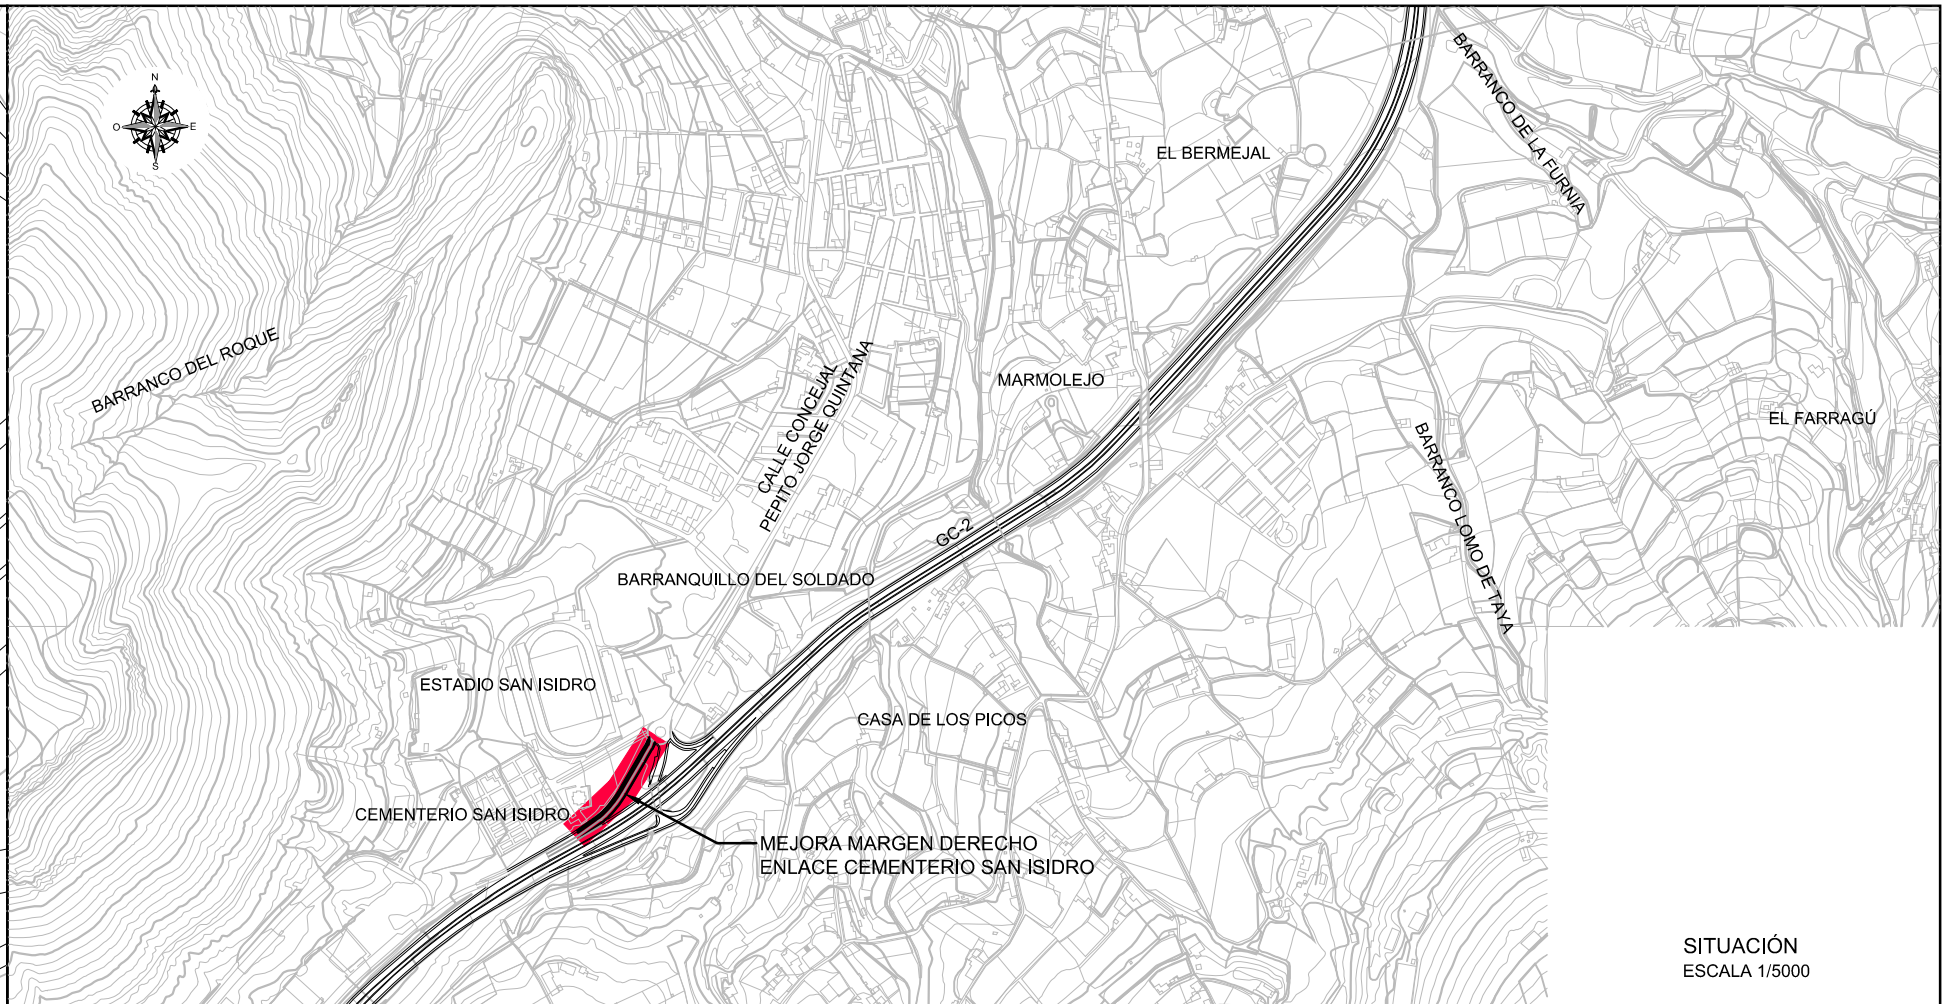 N
O
E
S
BARRANCO DE LA FURNIA
EL BERMEJAL
BARRANCO DEL ROQUE
CALLE CONCEJAL
PEPITO JORGE QUINTANA
MARMOLEJO
EL FARRAGÚ
BARRANCO LOMO DE TAYA
GC-2
BARRANQUILLO DEL SOLDADO
ESTADIO SAN ISIDRO
CASA DE LOS PICOS
CEMENTERIO SAN ISIDRO
MEJORA MARGEN DERECHO
ENLACE CEMENTERIO SAN ISIDRO
SITUACIÓN
ESCALA 1/5000